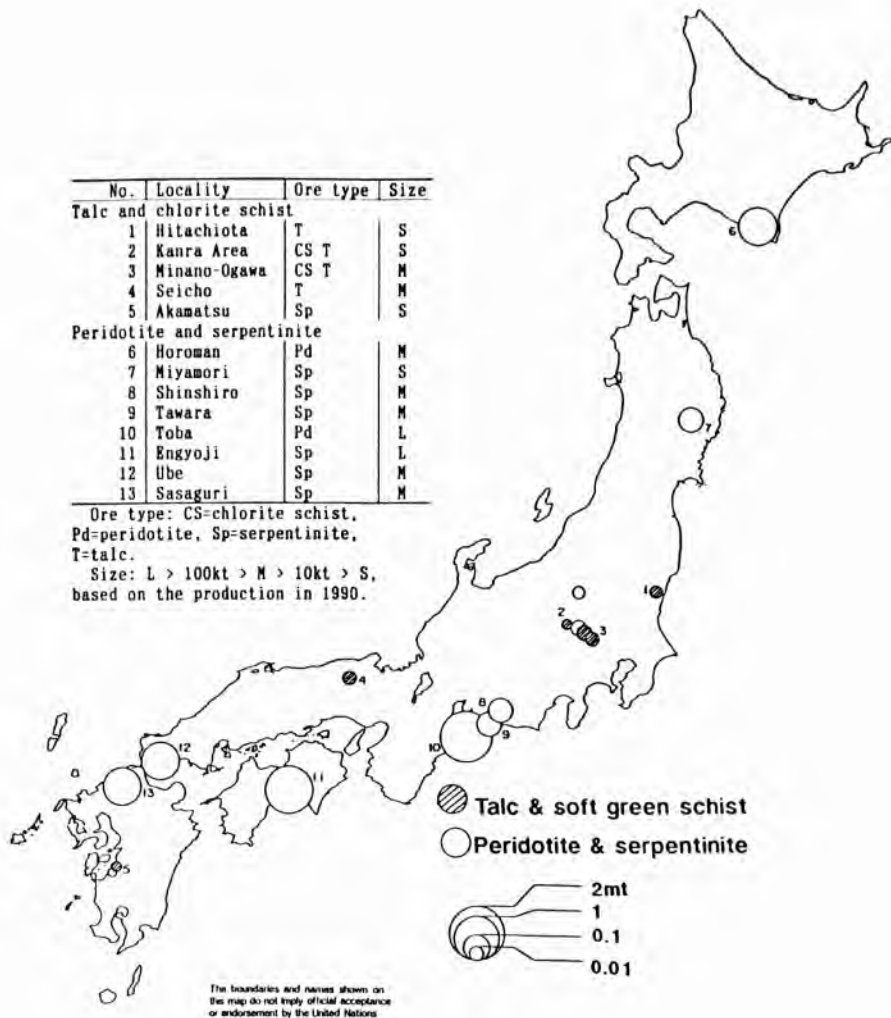 No. Locality Ore type Size
Talc and chlorite schist
1 Hitachiota T S
2 Kanra Area CS T S
3 Minano-Ogawa CS T M
4 Seicho T M
5 Akamatsu Sp S
Peridotite and serpentinite
6 Horoman Pd M
7 Miyamori Sp S
8 Shinshiro Sp M
9 Tawara Sp M
10 Toba Pd L
11 Engyoji Sp L
12 Ube Sp M
13 Sasaguri Sp M
Ore type: CS=chlorite schist,
Pd=peridotite, Sp=serpentinite,
T=talc.
Size: L > 100kt > M > 10kt > S,
based on the production in 1990.
6
7
1
2
3
4
8
9
10
12
11
13
5
Talc & soft green schist
Peridotite & serpentinite
2mt
1
0.1
0.01
The boundaries and names shown on
this map do not imply official acceptance
or endorsement by the United Nations